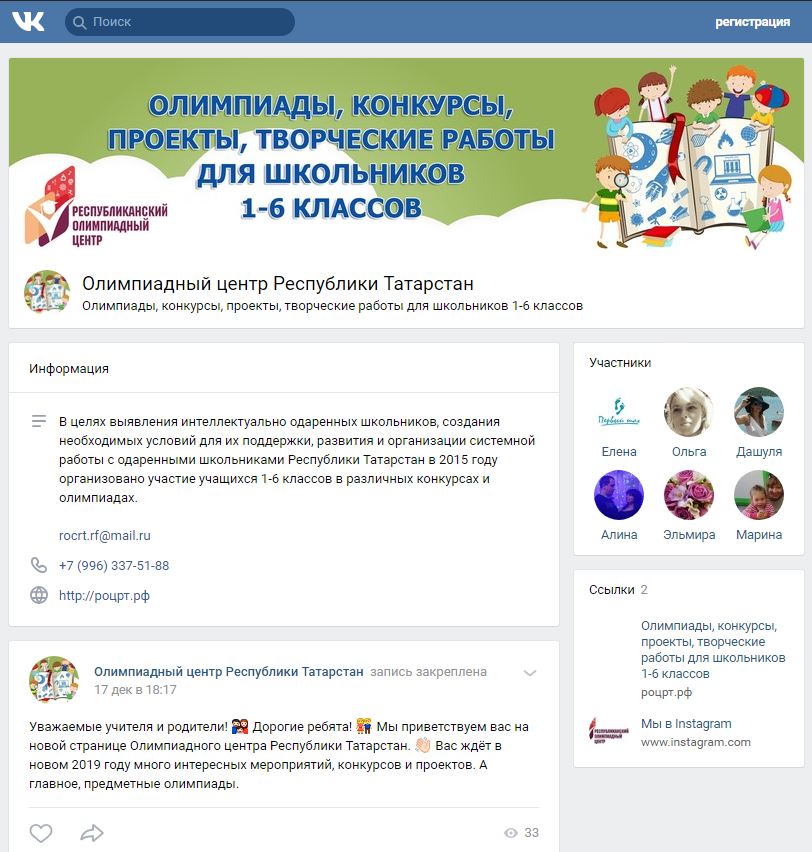 Поиск
регистрация
ОЛИМПИАДЫ, КОНКУРСЫ,
ПРОЕКТЫ, ТВОРЧЕСКИЕ РАБОТЫ
ДЛЯ ШКОЛЬНИКОВ
1-6 КЛАССОВ
РЕСПУБЛИКАНСКИЙ
ОЛИМПИАДНЫЙ
ЦЕНТР
Олимпиадный центр Республики Татарстан
Олимпиады, конкурсы, проекты, творческие работы для школьников 1-6 классов
Информация
В целях выявления интеллектуально одаренных школьников, создания
необходимых условий для их поддержки, развития и организации системной
работы с одаренными школьниками Республики Татарстан в 2015 году
организовано участие учащихся 1-6 классов в различных конкурсах и
олимпиадах.
rocrt.rf@mail.ru
+7 (996) 337-51-88
http://роцрт.рф
Олимпиадный центр Республики Татарстан запись закреплена
17 дек в 18:17
Уважаемые учителя и родители! 👫 Дорогие ребята! 👫 Мы приветствуем вас на
новой странице Олимпиадного центра Республики Татарстан. 👋🏻 Вас ждёт в
новом 2019 году много интересных мероприятий, конкурсов и проектов. А
главное, предметные олимпиады.
33
Участники
Первый шаг
Елена Ольга Дашуля
Алина Эльмира Марина
Ссылки 2
Олимпиады, конкурсы,
проекты, творческие
работы для школьников
1-6 классов
роцрт.рф
РЕСПУБЛИКАНСКИЙ
ОЛИМПИАДНЫЙ
ЦЕНТР
Мы в Instagram
www.instagram.com